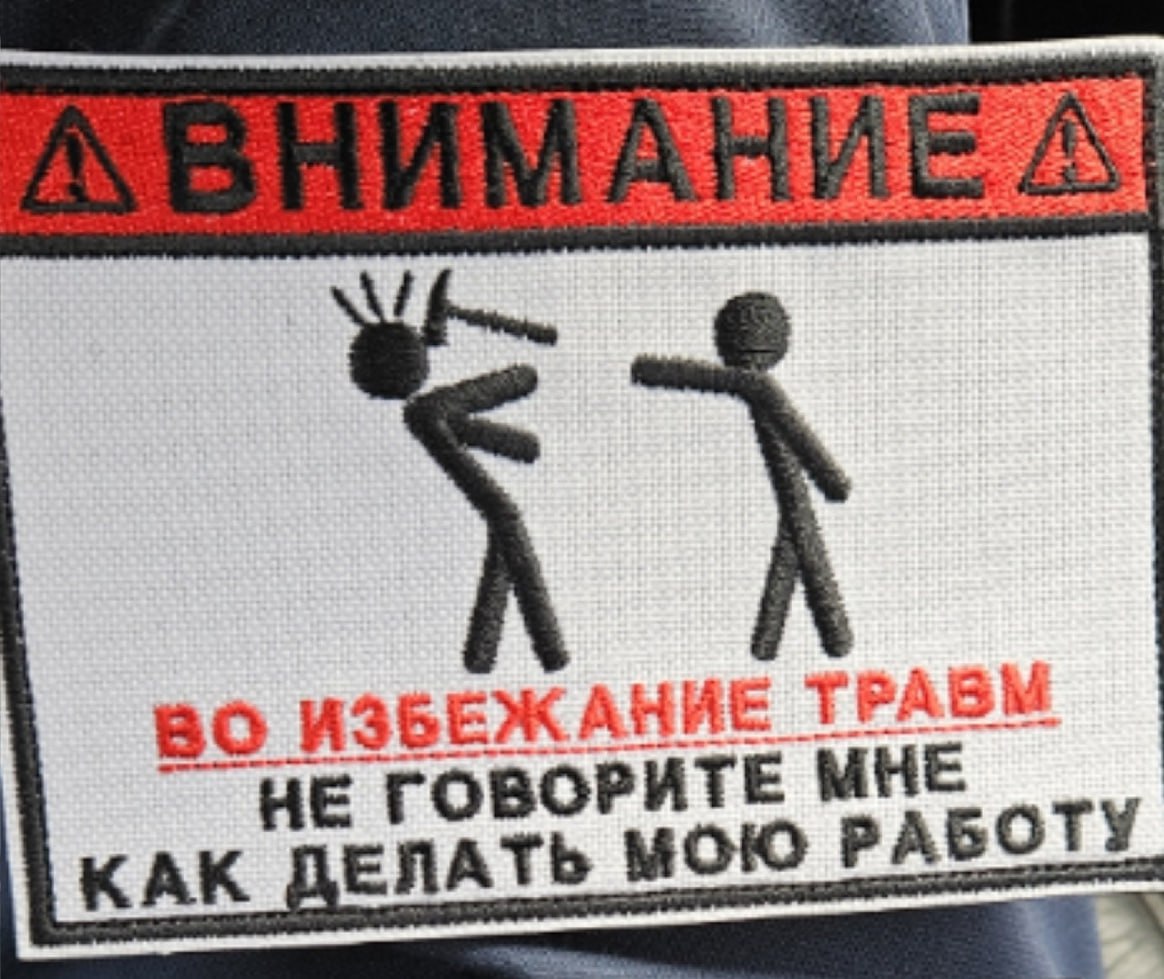 ВНИМАНИЕ
ВО ИЗБЕЖАНИЕ ТРАВМ
НЕ ГОВОРИТЕ МНЕ
КАК ДЕЛАТЬ МОЮ РАБОТУ